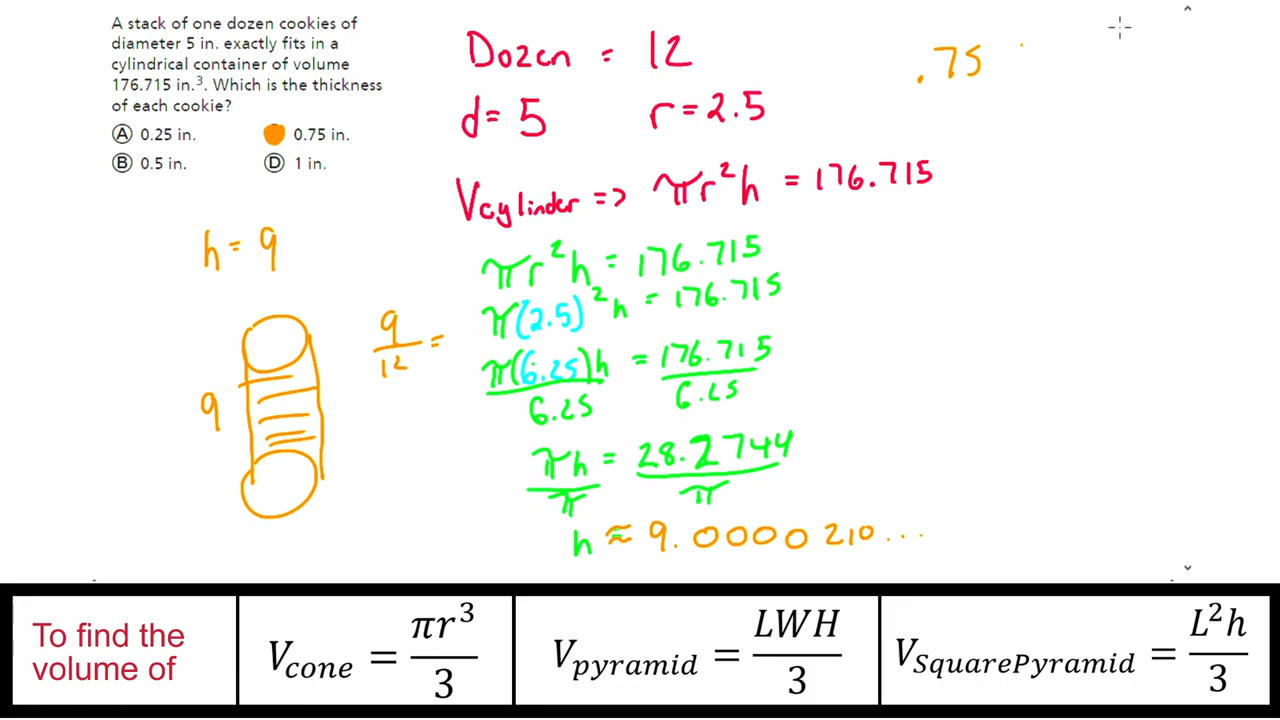 A stack of one dozen cookies of
diameter 5 in. exactly fits in a
cylindrical container of volume
176.715 in.³. Which is the thickness
of each cookie?
Ⓐ 0.25 in.
0.75 in.
Ⓑ 0.5 in.
Ⓓ 1 in.
Dozen = 12
.75
d = 5 r = 2.5
Vcylinder => πr²h = 176.715
h = 9
πr²h = 176.715
π(2.5)²h = 176.715
9/12 =
9
π(6.25)h/6.25 = 176.715/6.25
πh/π = 28.2744/π
h ≈ 9.0000210...
To find the
volume of
V_cone = πr³/3
V_pyramid = LWH/3
V_SquarePyramid = L²h/3